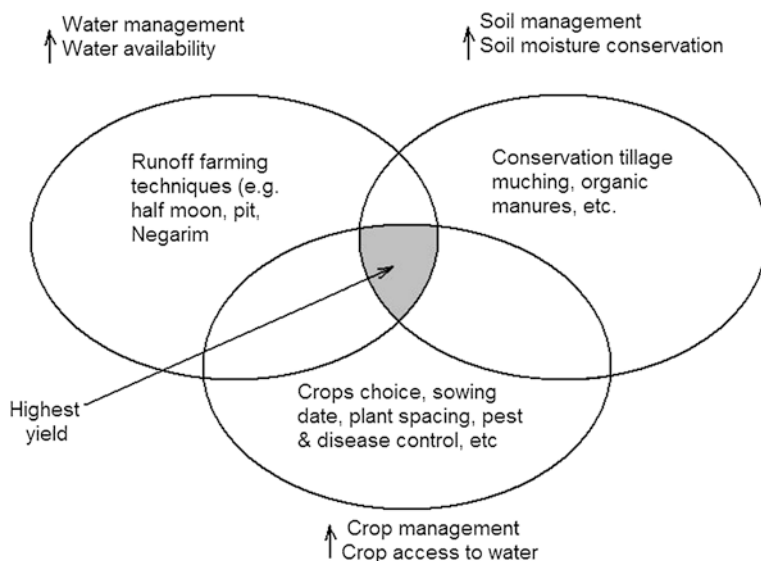 Water management
Water availability
Soil management
Soil moisture conservation
Runoff farming
techniques (e.g.
half moon, pit,
Negarim
Conservation tillage
muching, organic
manures, etc.
Highest
yield
Crops choice, sowing
date, plant spacing, pest
& disease control, etc
Crop management
Crop access to water